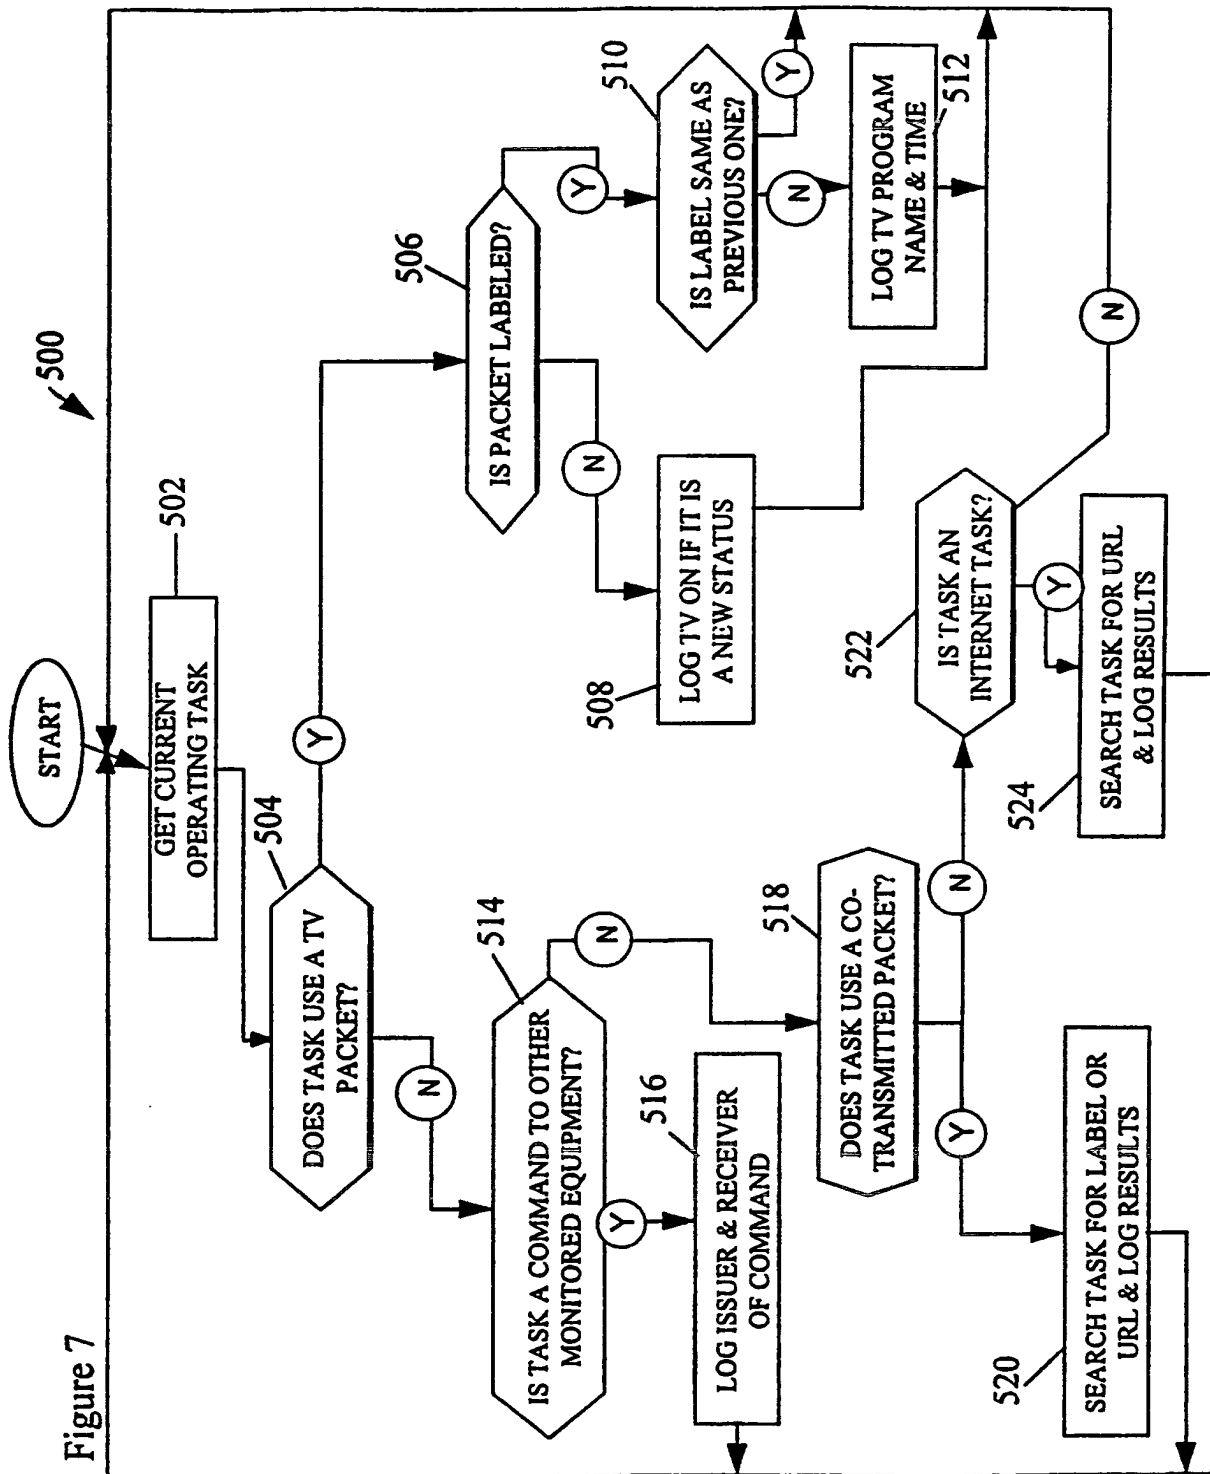 Figure 7
500
START
GET CURRENT
OPERATING TASK
502
DOES TASK USE A TV
PACKET?
504
Y
N
IS PACKET LABELED?
506
Y
N
LOG TV ON IF IT IS
A NEW STATUS
508
IS LABEL SAME AS
PREVIOUS ONE?
510
Y
N
LOG TV PROGRAM
NAME & TIME
512
IS TASK A COMMAND TO OTHER
MONITORED EQUIPMENT?
514
N
Y
LOG ISSUER & RECEIVER
OF COMMAND
516
DOES TASK USE A CO-
TRANSMITTED PACKET?
518
N
Y
SEARCH TASK FOR LABEL OR
URL & LOG RESULTS
520
IS TASK AN
INTERNET TASK?
522
N
Y
SEARCH TASK FOR URL
& LOG RESULTS
524